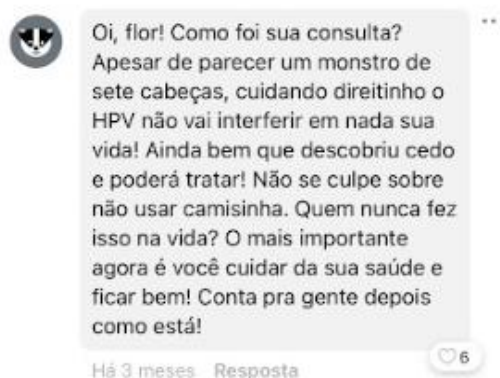 Oi, flor! Como foi sua consulta?
Apesar de parecer um monstro de
sete cabeças, cuidando direitinho o
HPV não vai interferir em nada sua
vida! Ainda bem que descobriu cedo
e poderá tratar! Não se culpe sobre
não usar camisinha. Quem nunca fez
isso na vida? O mais importante
agora é você cuidar da sua saúde e
ficar bem! Conta pra gente depois
como está!
6
Há 3 meses Resposta